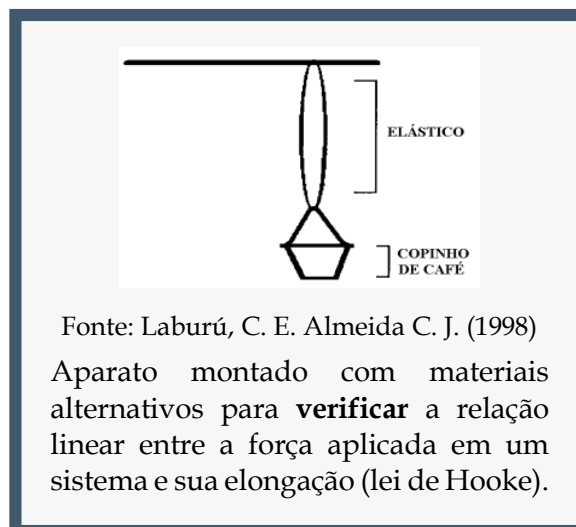 ELÁSTICO
COPINHO
DE CAFÉ
Fonte: Laburú, C. E. Almeida C. J. (1998)
Aparato montado com materiais
alternativos para verificar a relação
linear entre a força aplicada em um
sistema e sua elongação (lei de Hooke).